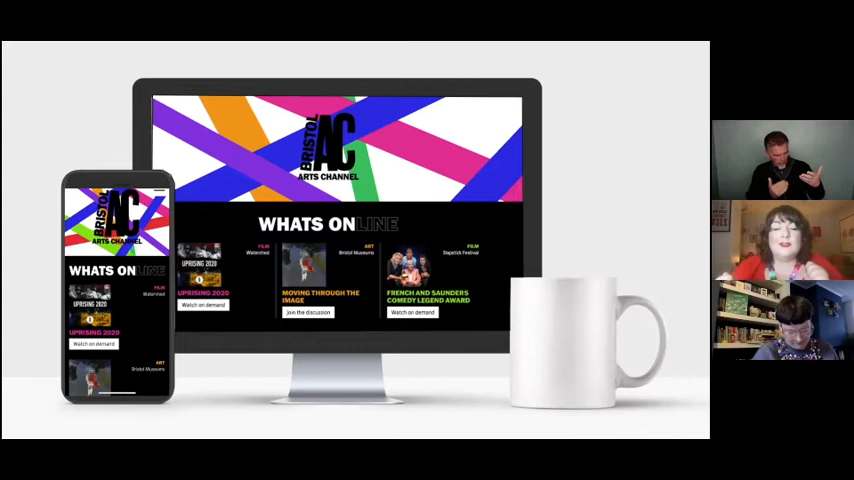 BRISTOL
AC
ARTS CHANNEL
WHATS ONLINE
FILM
Watershed
UPRISING 2020
UPRISING 2020
Watch on demand
ART
Bristol Museums
MOVING THROUGH THE
IMAGE
Join the discussion
FILM
Slapstick Festival
FRENCH AND SAUNDERS
COMEDY LEGEND AWARD
Watch on demand
BRISTOL
AC
ARTS CHANNEL
WHATS ONLINE
FILM
Watershed
UPRISING 2020
UPRISING 2020
Watch on demand
ART
Bristol Museums